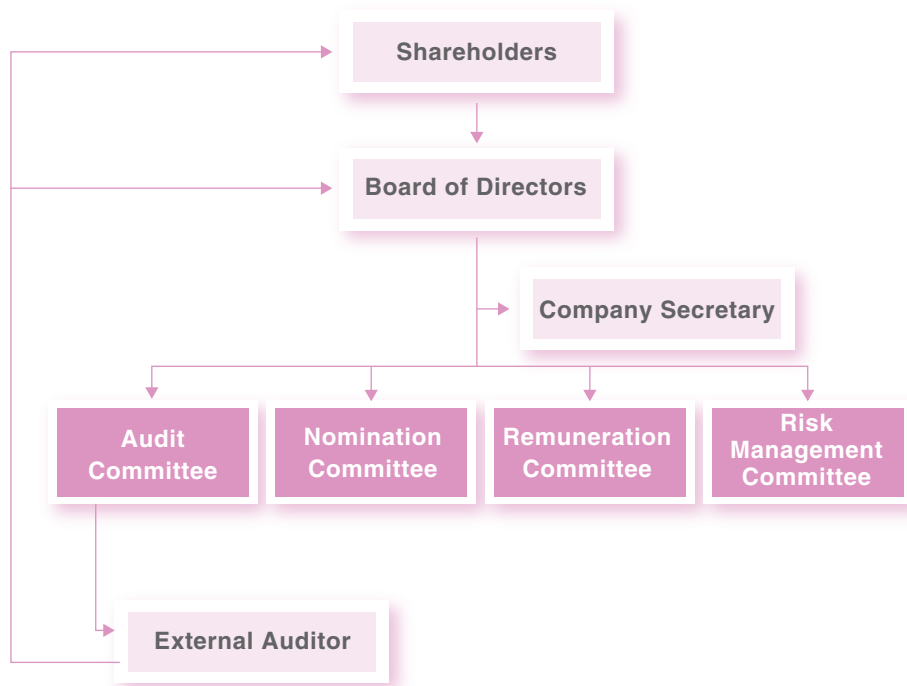 Shareholders
Board of Directors
Company Secretary
Audit
Committee
Nomination
Committee
Remuneration
Committee
Risk
Management
Committee
External Auditor